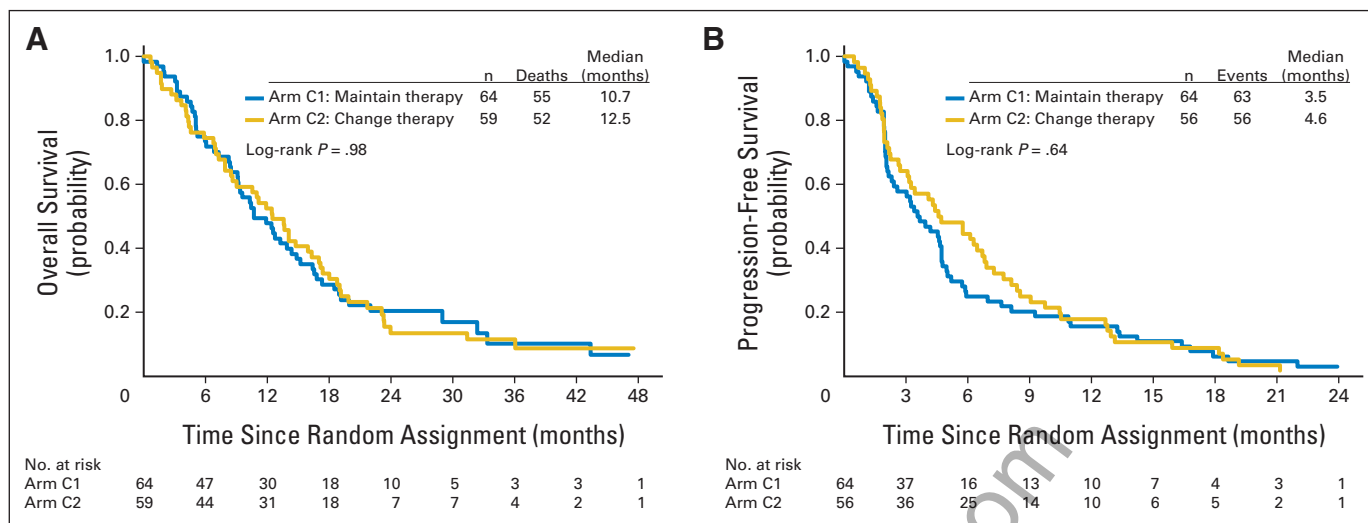 A
Overall Survival
(probability)
1.0
0.8
0.6
0.4
0.2
0 6 12 18 24 30 36 42 48
Time Since Random Assignment (months)
n Deaths Median
(months)
Arm C1: Maintain therapy 64 55 10.7
Arm C2: Change therapy 59 52 12.5
Log-rank P = .98
No. at risk
Arm C1 64 47 30 18 10 5 3 3 1
Arm C2 59 44 31 18 7 7 4 2 1
B
Progression-Free Survival
(probability)
1.0
0.8
0.6
0.4
0.2
0 3 6 9 12 15 18 21 24
Time Since Random Assignment (months)
n Events Median
(months)
Arm C1: Maintain therapy 64 63 3.5
Arm C2: Change therapy 56 56 4.6
Log-rank P = .64
No. at risk
Arm C1 64 37 16 13 10 7 4 3 1
Arm C2 56 36 25 14 10 6 5 2 1
om